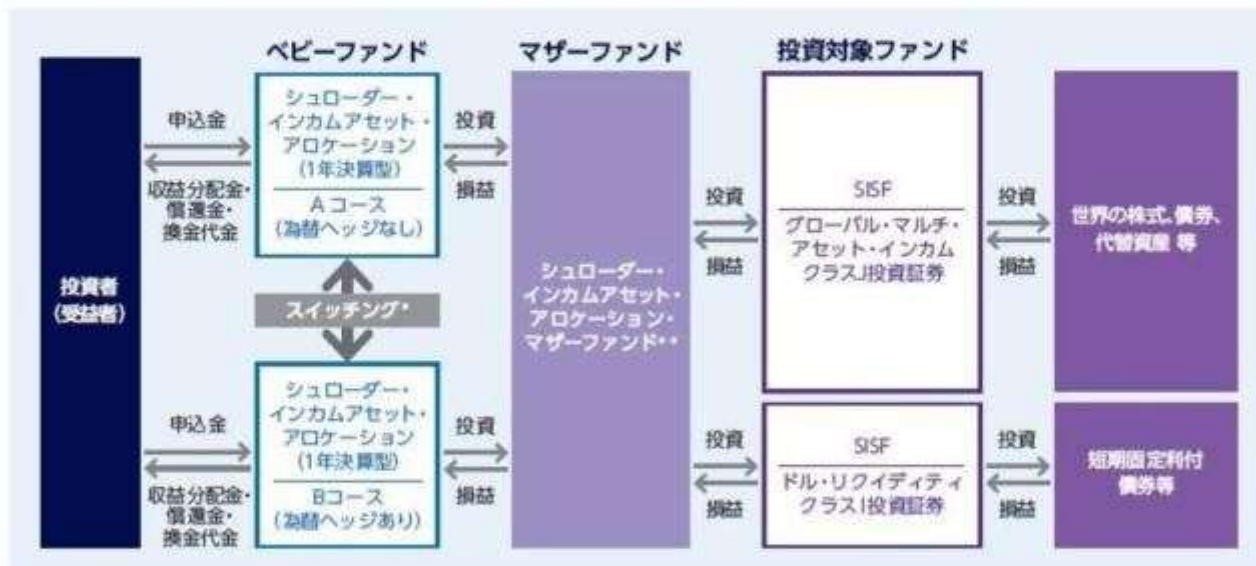 ベビーファンド
マザーファンド
投資対象ファンド
投資者
(受益者)
申込金
収益分配金・
償還金・
換金代金
シュローダー・
インカムアセット・
アロケーション
(1年決算型)
Aコース
(為替ヘッジなし)
投資
損益
スイッチング*
申込金
収益分配金・
償還金・
換金代金
シュローダー・
インカムアセット・
アロケーション
(1年決算型)
Bコース
(為替ヘッジあり)
投資
損益
シュローダー・
インカムアセット・
アロケーション・
マザーファンド**
投資
損益
SISF
グローバル・マルチ・
アセット・インカム
クラスJ投資証券
投資
損益
世界の株式、債券、
代替資産 等
投資
損益
SISF
ドル・リクイディティ
クラスI投資証券
投資
損益
短期固定利付
債券等